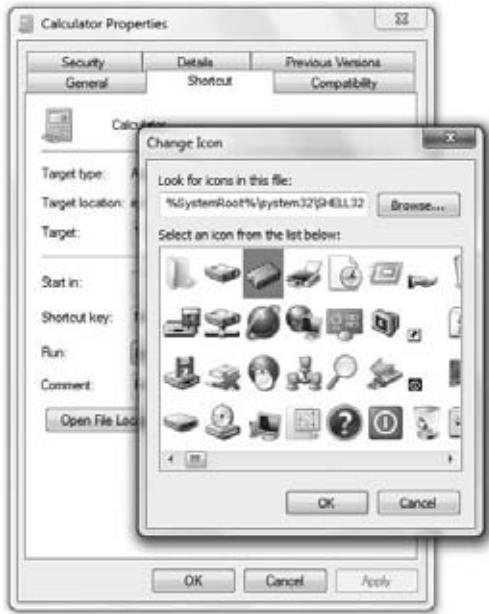 Calculator Properties
Security Details Previous Versions
General Shortcut Compatibility
Target type:
Target location:
Target:
Start in:
Shortcut key:
Run:
Comment:
Open File Loc
OK Cancel Apply
Change Icon
Look for icons in this file:
%SystemRoot%\system32\SHELL32
Browse...
Select an icon from the list below:
OK Cancel